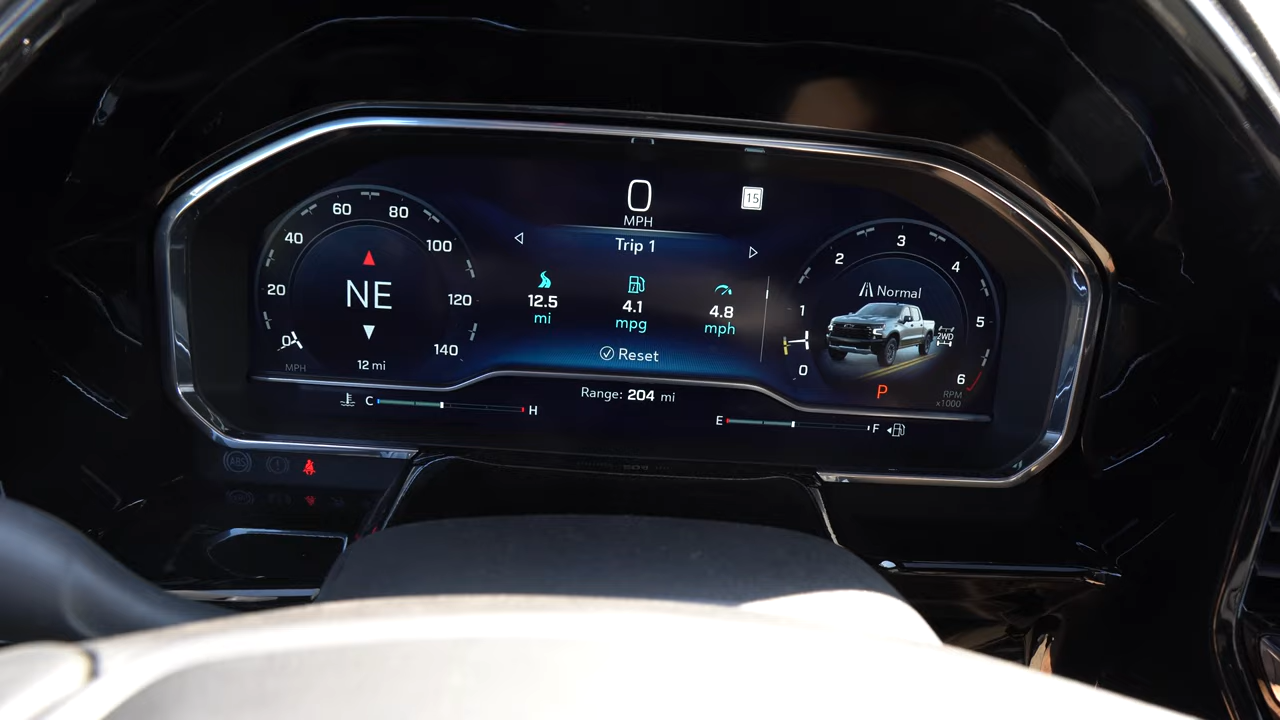 0
MPH
15
Trip 1
12.5
mi
4.1
mpg
4.8
mph
Reset
Range: 204 mi
0
20
40
60
80
100
120
140
MPH
NE
12 mi
C
H
0
1
2
3
4
5
6
Normal
2WD
P
RPM
x1000
E
F
ABS